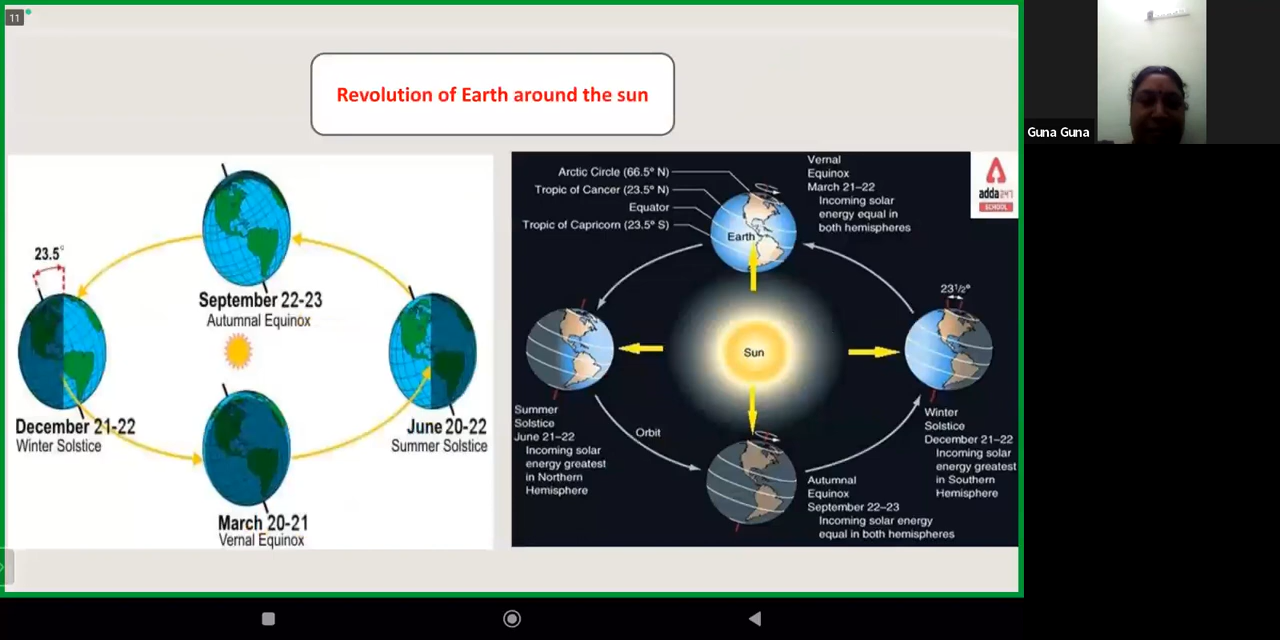 11
Revolution of Earth around the sun
23.5°
September 22-23
Autumnal Equinox
December 21-22
Winter Solstice
June 20-22
Summer Solstice
March 20-21
Vernal Equinox
Arctic Circle (66.5° N)
Tropic of Cancer (23.5° N)
Equator
Tropic of Capricorn (23.5° S)
Earth
Vernal
Equinox
March 21–22
Incoming solar
energy equal in
both hemispheres
adda247
SCHOOL
23½°
Sun
Summer
Solstice
June 21–22
Incoming solar
energy greatest
in Northern
Hemisphere
Orbit
Autumnal
Equinox
September 22–23
Incoming solar energy
equal in both hemispheres
Winter
Solstice
December 21–22
Incoming solar
energy greatest
in Southern
Hemisphere
Guna Guna